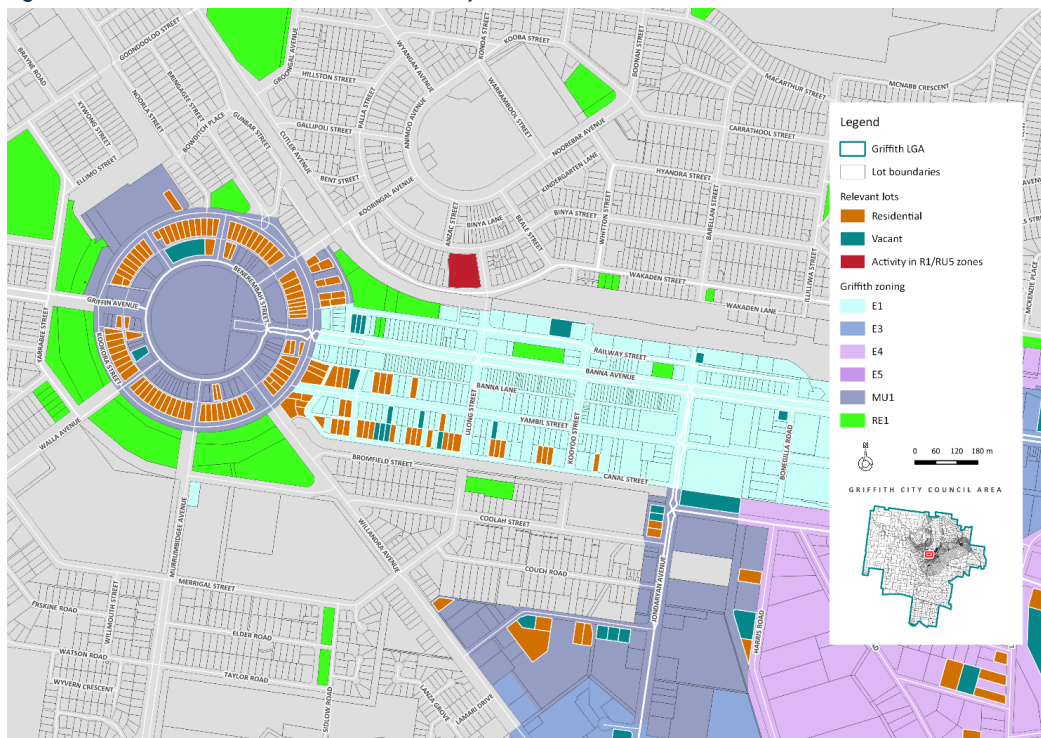 BRAYNE ROAD
GOONDOOLOO STREET
GROONGAL AVENUE
WYANGAN AVENUE
KONDA STREET
KOOBA STREET
BOONAH STREET
MACARTHUR STREET
MCNABB CRESCENT
KYWONG STREET
NOORLA STREET
BRINGAGEE STREET
BOWDITCH PLACE
GUNBAR STREET
CUTLER AVENUE
HILLSTON STREET
PALLA STREET
ANIMOO AVENUE
WARRAMBOOL STREET
GALLIPOLI STREET
NOOREBAR AVENUE
CARRATHOOL STREET
ELLIMO STREET
BENT STREET
KOORINGAL AVENUE
KINDERGARTEN LANE
HYANDRA STREET
BINYA LANE
BINYA STREET
ANZAC STREET
BEALE STREET
WHITTON STREET
BARELLAN STREET
ILLILLIWA STREET
MCKENZIE PLACE
WAKADEN STREET
WAKADEN LANE
BENEREMBAH STREET
GRIFFIN AVENUE
YARRABEE STREET
KOOKORA STREET
WALLA AVENUE
RAILWAY STREET
BANNA AVENUE
BANNA LANE
ULONG STREET
YAMBIL STREET
KOOYOO STREET
CANAL STREET
BONEGILLA ROAD
BROMFIELD STREET
COOLAH STREET
COUCH ROAD
WILLANDRA AVENUE
MURRUMBIDGEE AVENUE
JONDARYAN AVENUE
HARRIS ROAD
MERRIGAL STREET
ERSKINE ROAD
WILLMOUTH STREET
ELDER ROAD
WATSON ROAD
TAYLOR ROAD
WYVERN CRESCENT
SIDLOW ROAD
LANZA GROVE
LAMARI DRIVE
Legend
Griffith LGA
Lot boundaries
Relevant lots
Residential
Vacant
Activity in R1/RU5 zones
Griffith zoning
E1
E3
E4
E5
MU1
RE1
0 60 120 180 m
GRIFFITH CITY COUNCIL AREA